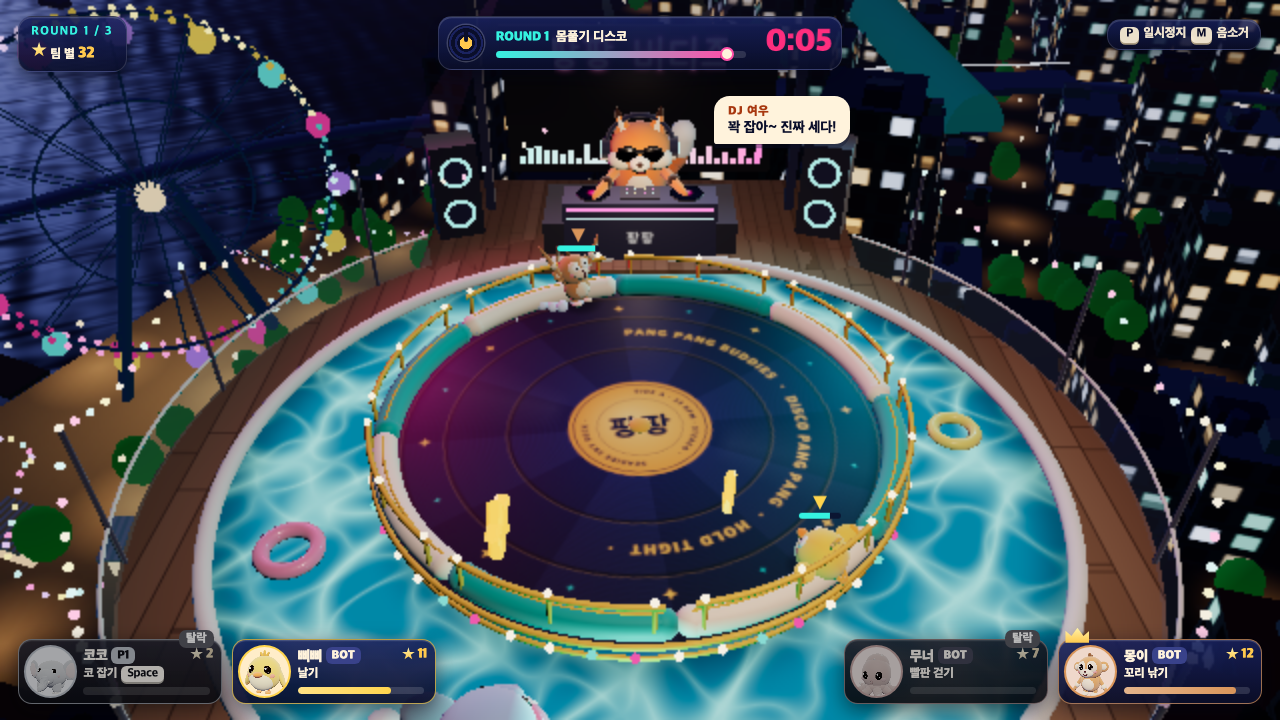 ROUND 1 / 3
팀 별 32
ROUND 1 몸풀기 디스코
0:05
P 일시정지 M 음소거
DJ 여우
꽉 잡아~ 진짜 세다!
팡팡
PANG PANG BUDDIES · DISCO PANG PANG · HOLD TIGHT ·
탈락
코코 P1 2
코 잡기 Space
삐삐 BOT 11
날기
탈락
무너 BOT 7
빨판 걷기
몽이 BOT 12
꼬리 낚기